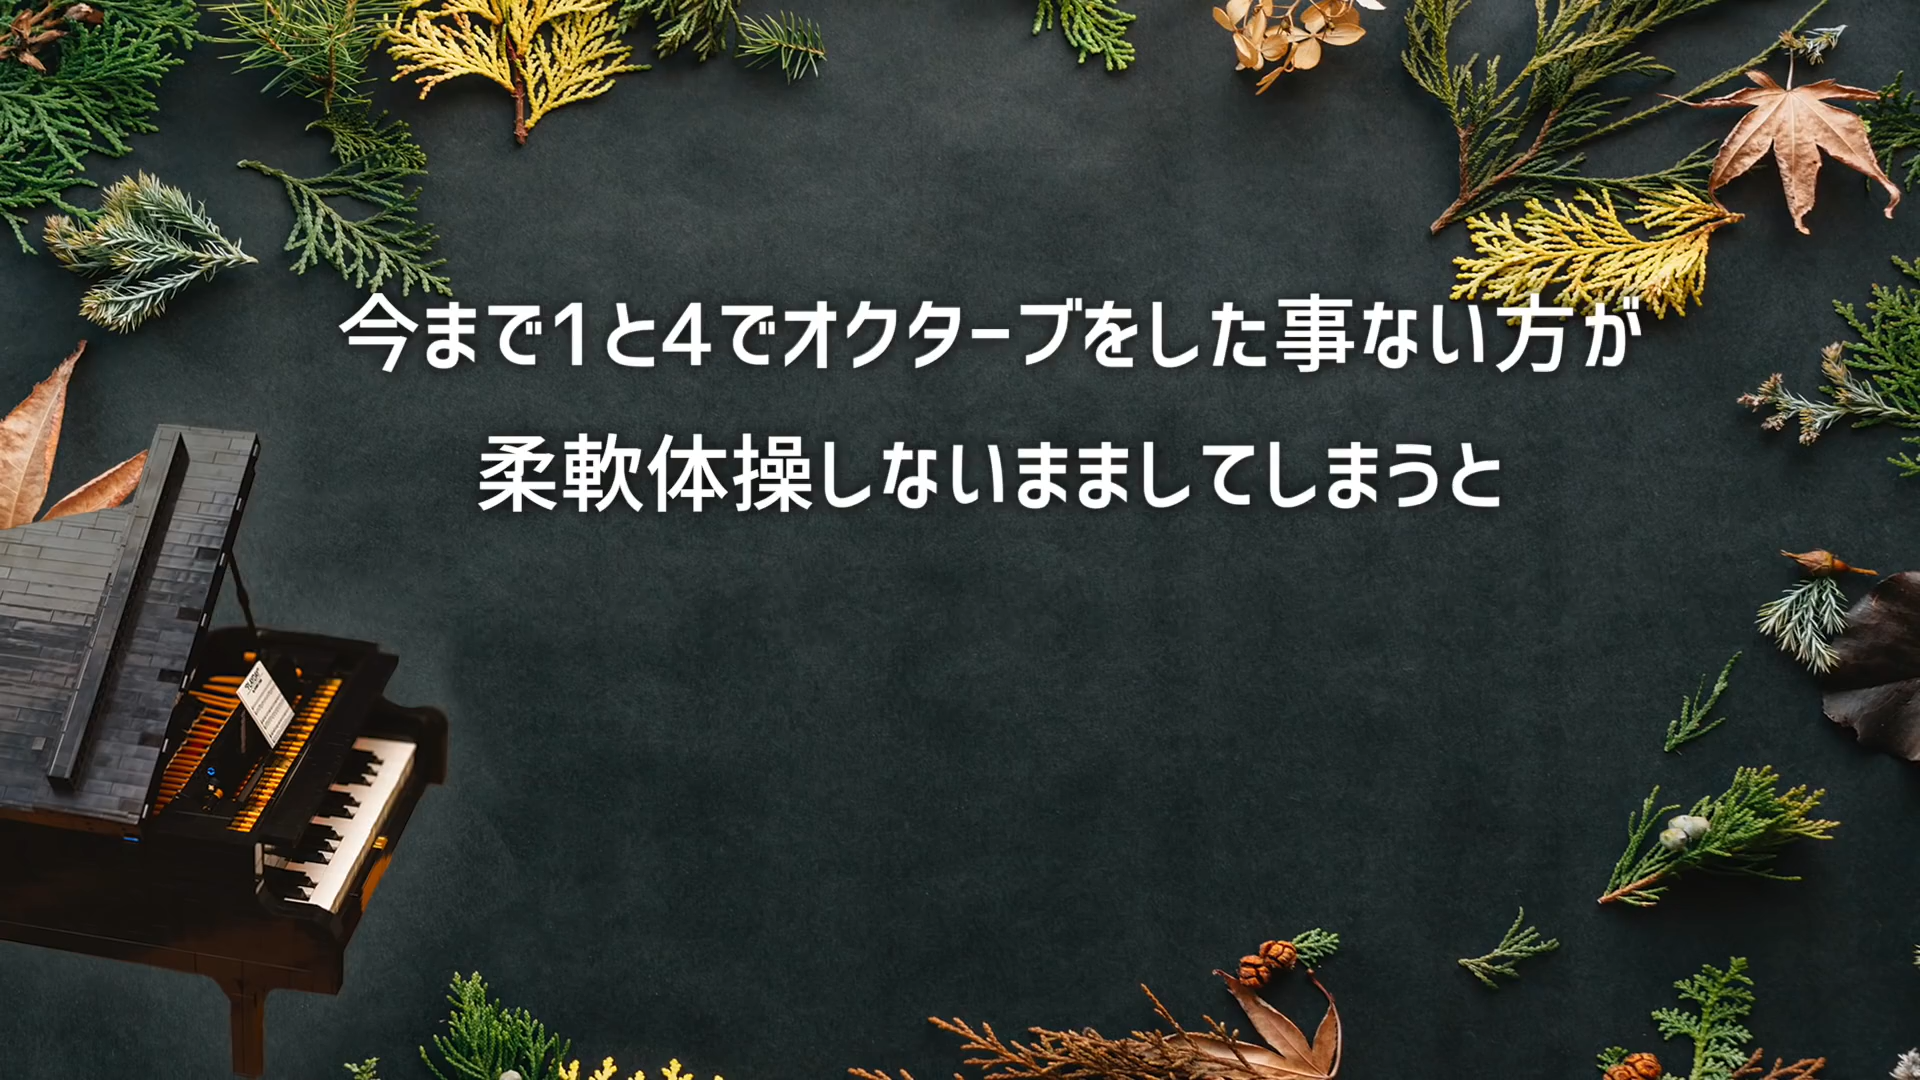 今まで1と4でオクターブをした事ない方が
柔軟体操しないまましてしまうと